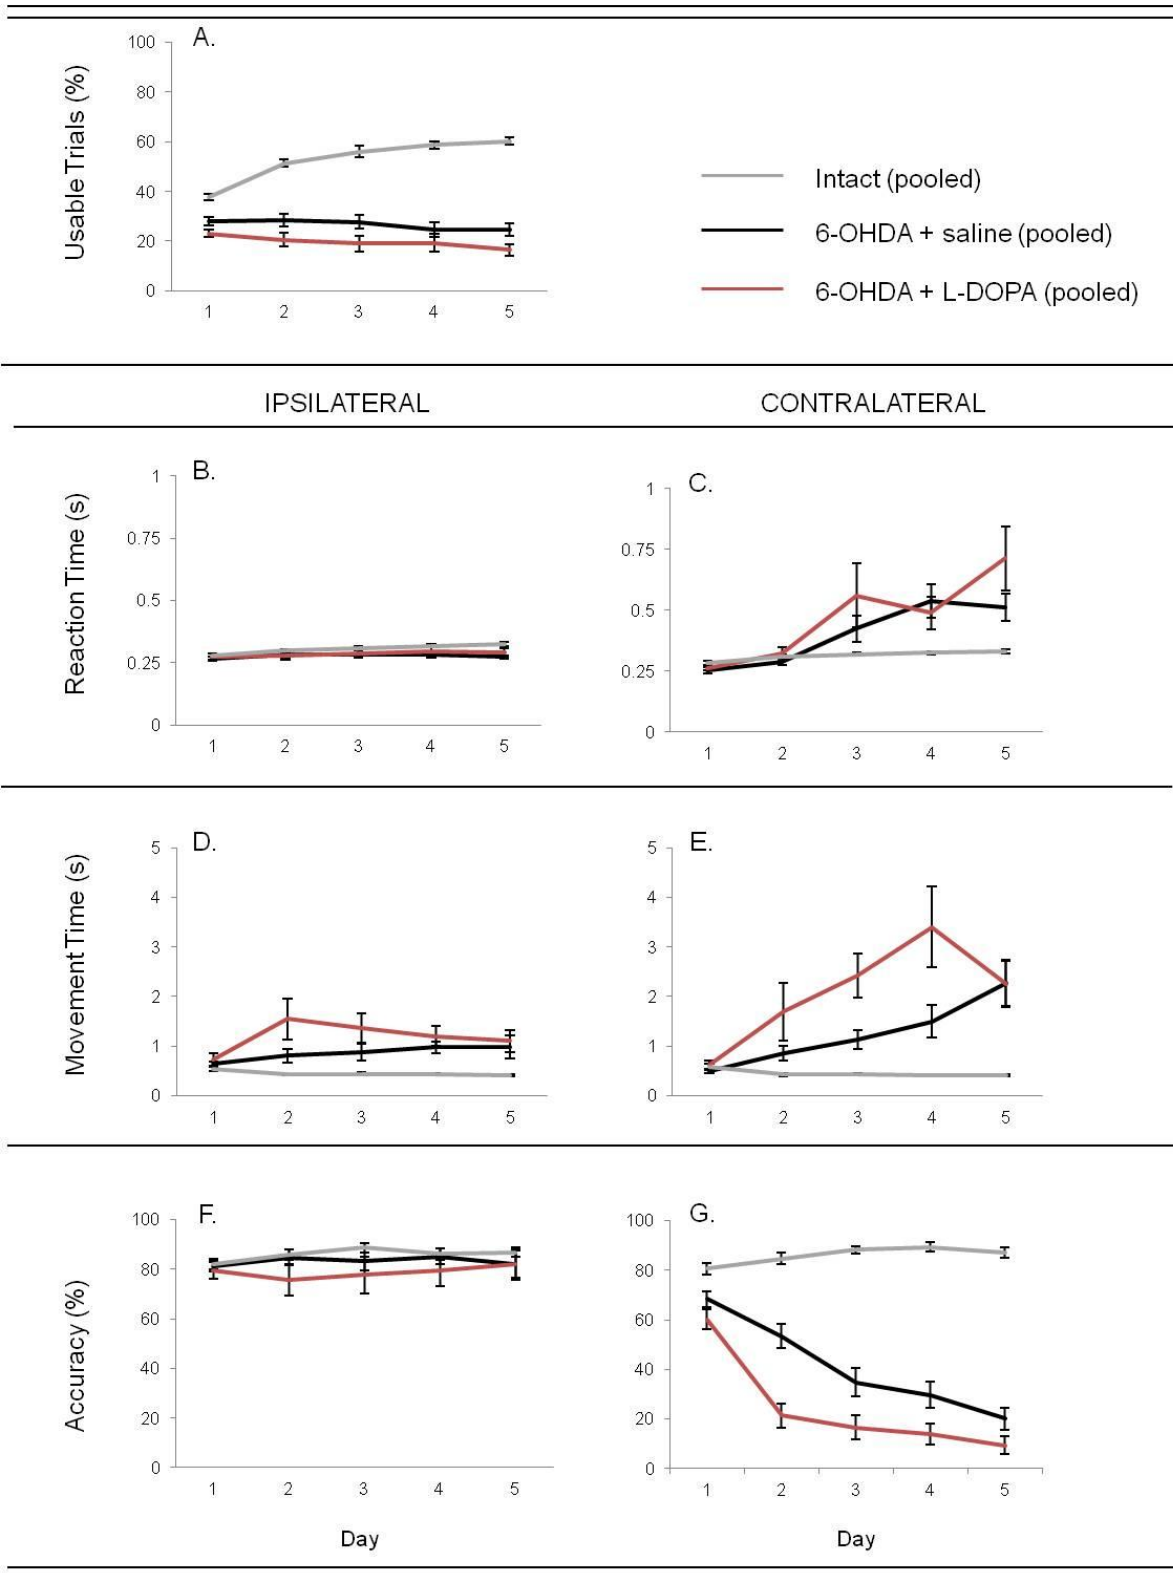 A.
Usable Trials (%)
100
80
60
40
20
0
1 2 3 4 5
Intact (pooled)
6-OHDA + saline (pooled)
6-OHDA + L-DOPA (pooled)
IPSILATERAL
CONTRALATERAL
B.
Reaction Time (s)
1
0.75
0.5
0.25
0
1 2 3 4 5
C.
1
0.75
0.5
0.25
0
1 2 3 4 5
D.
Movement Time (s)
5
4
3
2
1
0
1 2 3 4 5
E.
5
4
3
2
1
0
1 2 3 4 5
F.
Accuracy (%)
100
80
60
40
20
0
1 2 3 4 5
Day
G.
100
80
60
40
20
0
1 2 3 4 5
Day